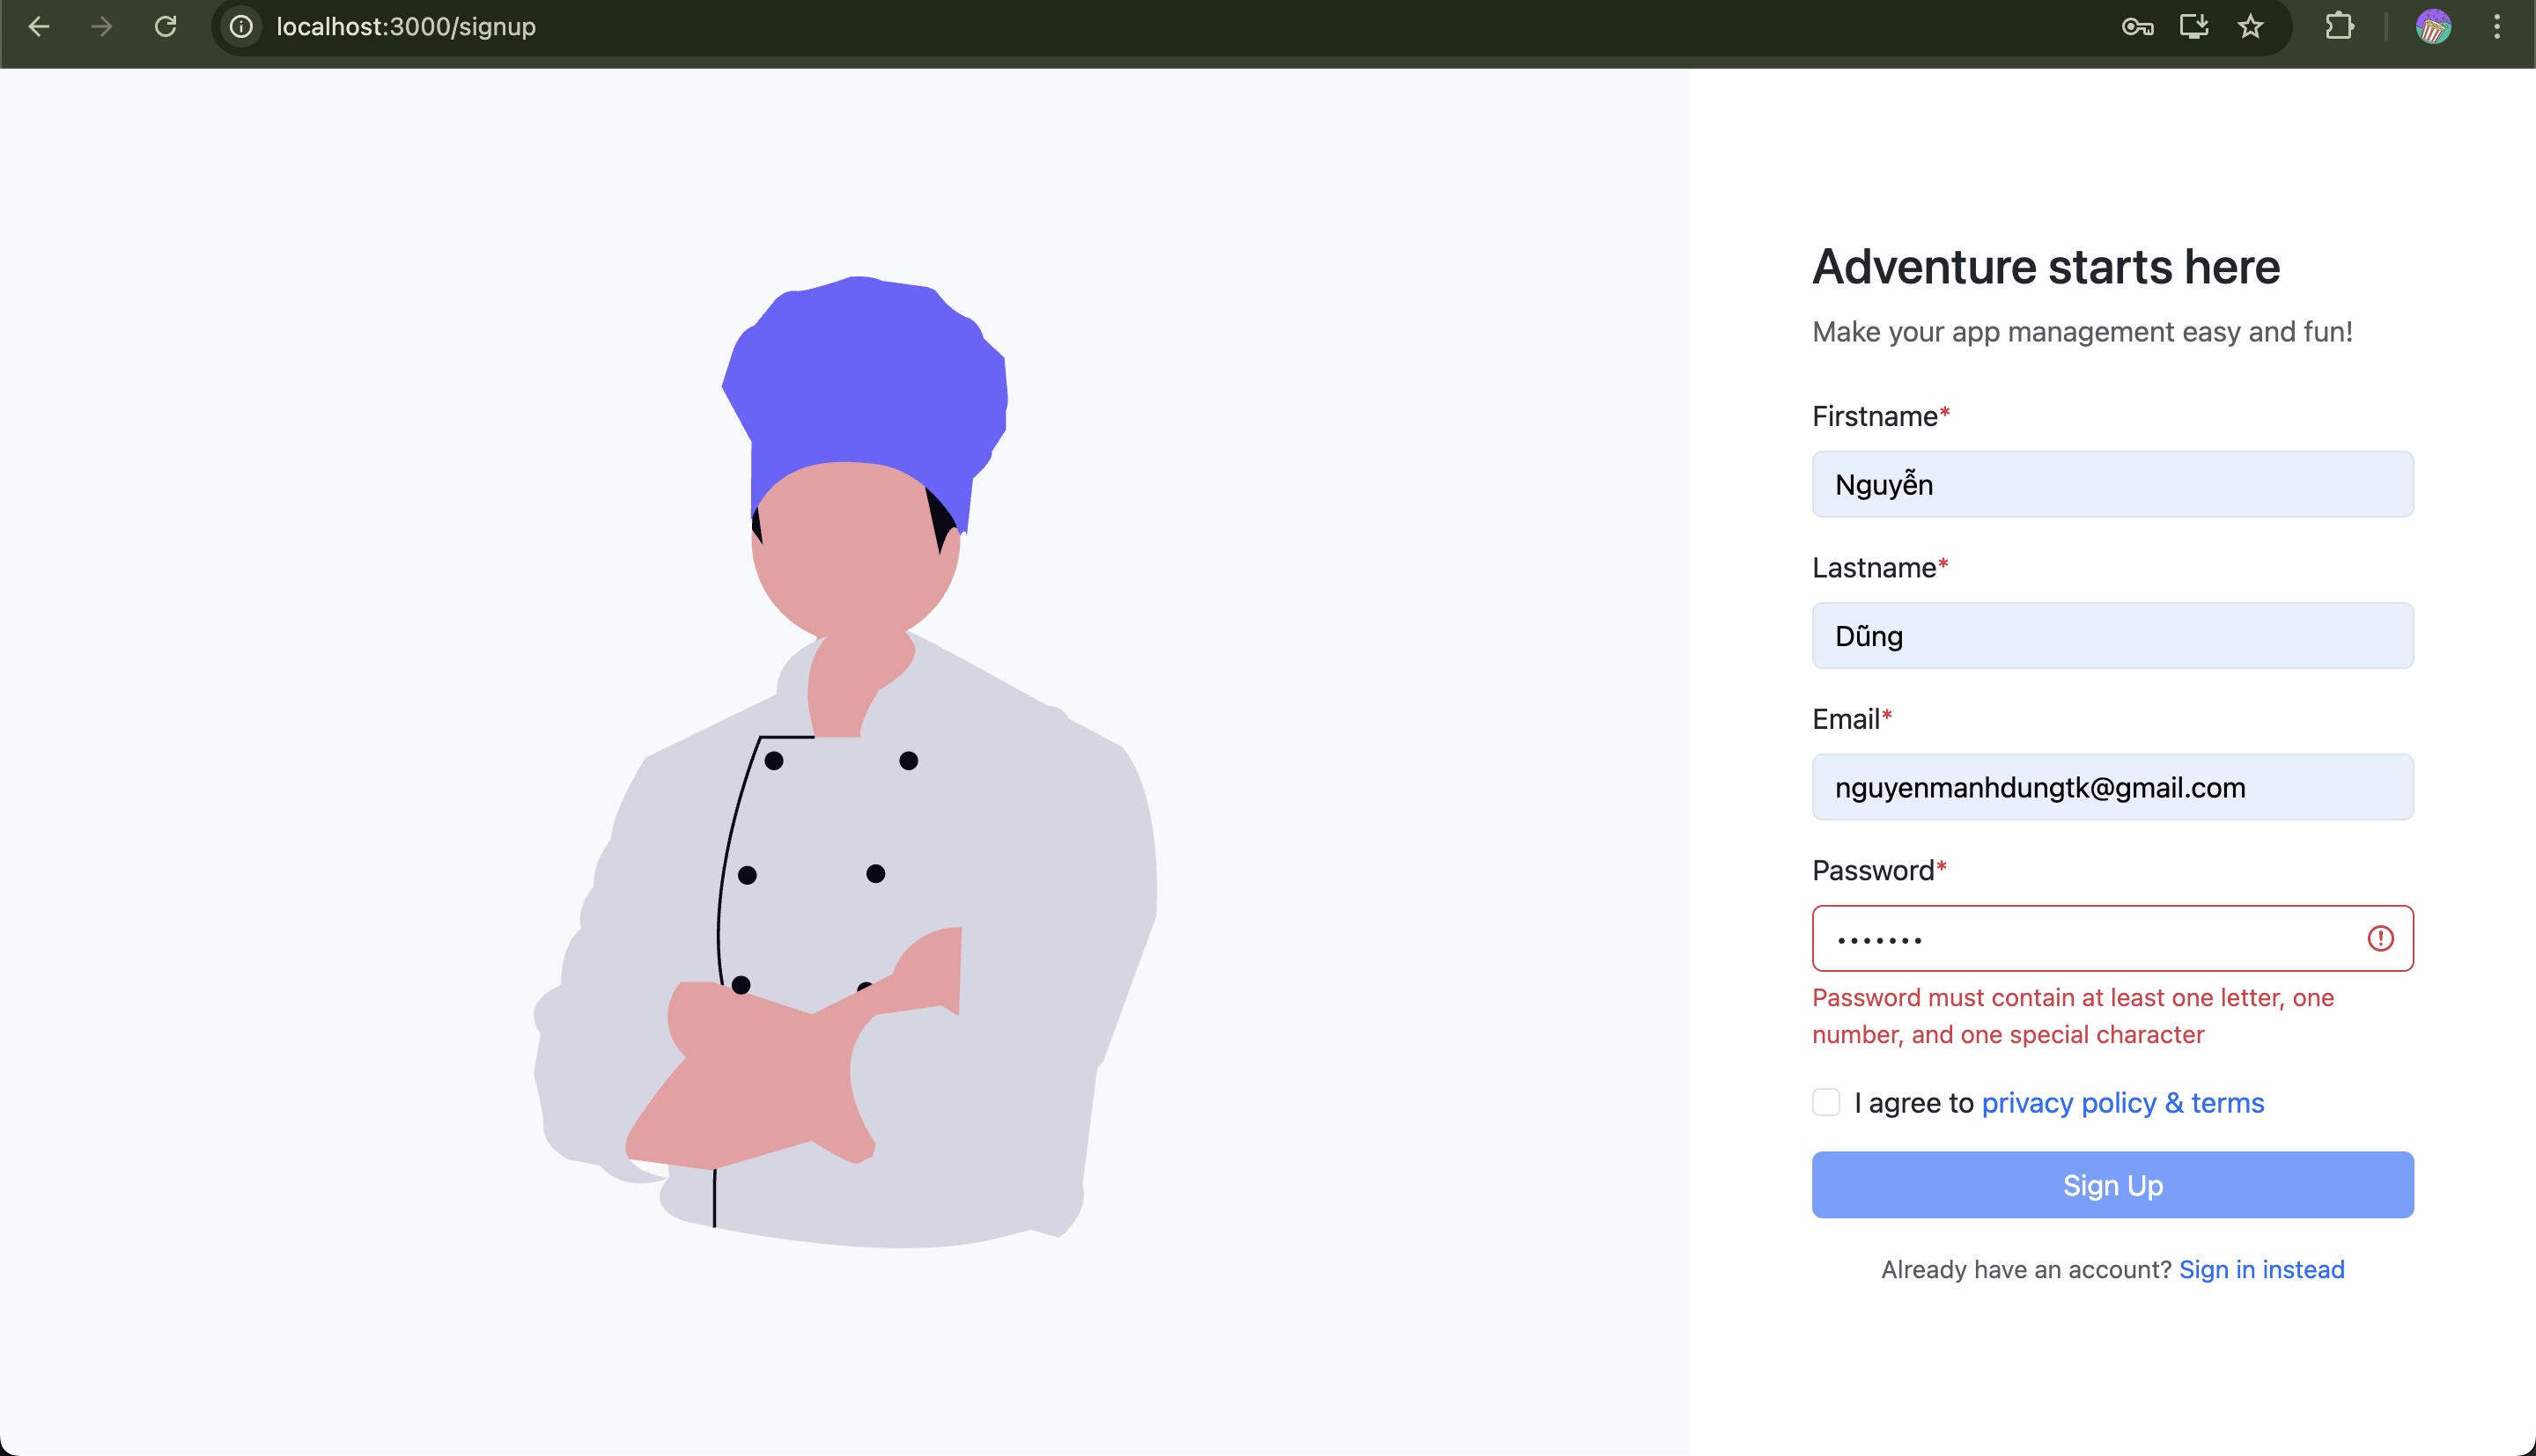 localhost:3000/signup
Adventure starts here
Make your app management easy and fun!
Firstname*
Nguyễn
Lastname*
Dũng
Email*
nguyenmanhdungtk@gmail.com
Password*
•••••••
Password must contain at least one letter, one
number, and one special character
I agree to privacy policy & terms
Sign Up
Already have an account? Sign in instead